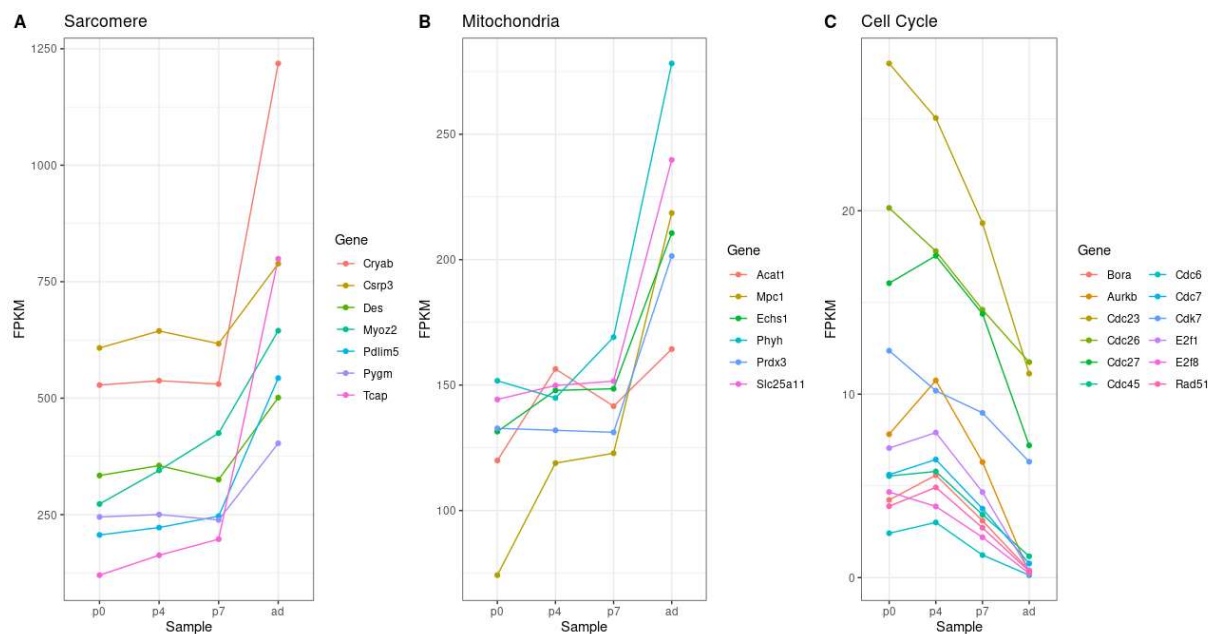 A Sarcomere
1250
1000
750
500
250
FPKM
p0 p4 p7 ad
Sample
Gene
Cryab
Csrp3
Des
Myoz2
Pdlim5
Pygm
Tcap
B Mitochondria
250
200
150
100
FPKM
p0 p4 p7 ad
Sample
Gene
Acat1
Mpc1
Echs1
Phyh
Prdx3
Slc25a11
C Cell Cycle
20
10
0
FPKM
p0 p4 p7 ad
Sample
Gene
Bora Cdc6
Aurkb Cdc7
Cdc23 Cdk7
Cdc26 E2f1
Cdc27 E2f8
Cdc45 Rad51